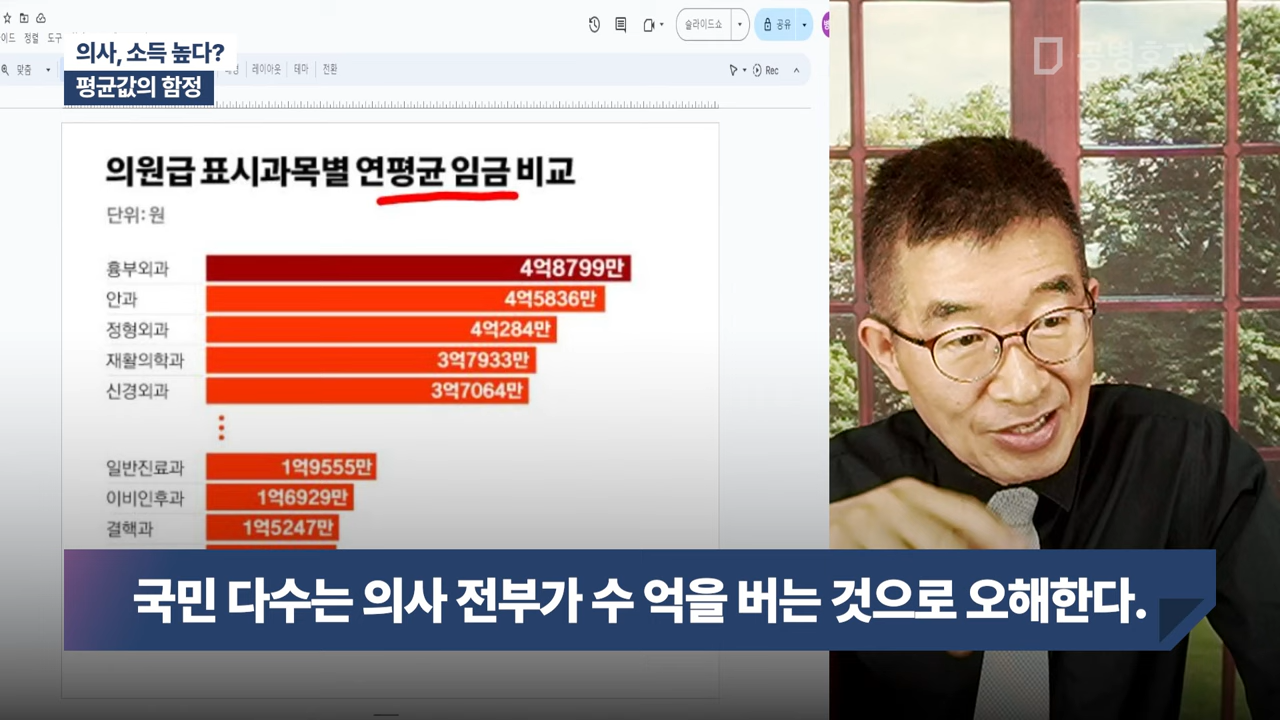 이드 정렬 도구
슬라이드쇼
공유
의사, 소득 높다?
평균값의 함정
맞춤
레이아웃
테마
전환
Rec
의원급 표시과목별 연평균 임금 비교
단위: 원
흉부외과 4억8799만
안과 4억5836만
정형외과 4억284만
재활의학과 3억7933만
신경외과 3억7064만
일반진료과 1억9555만
이비인후과 1억6929만
결핵과 1억5247만
국민 다수는 의사 전부가 수 억을 버는 것으로 오해한다.